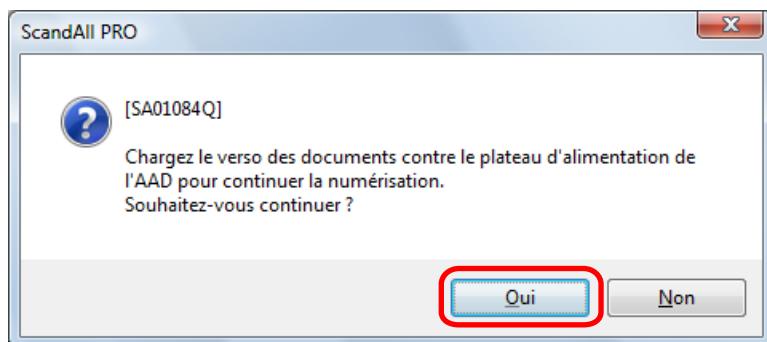 ScandAll PRO
[SA01084Q]
Chargez le verso des documents contre le plateau d'alimentation de
l'AAD pour continuer la numérisation.
Souhaitez-vous continuer ?
Oui
Non